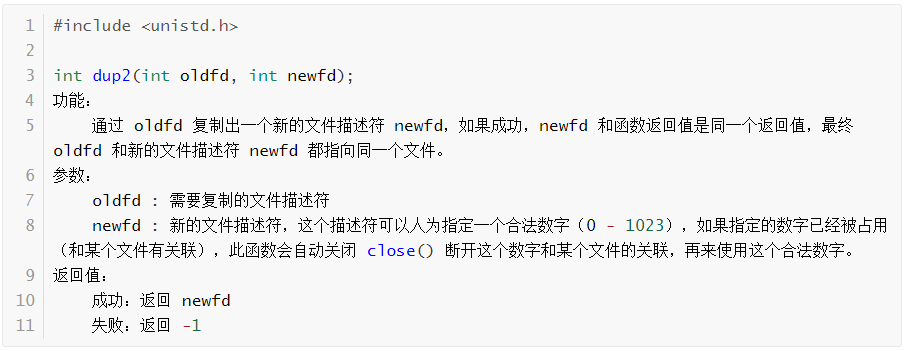 1 #include <unistd.h>
2
3 int dup2(int oldfd, int newfd);
4 功能：
5 通过 oldfd 复制出一个新的文件描述符 newfd，如果成功，newfd 和函数返回值是同一个返回值，最终
oldfd 和新的文件描述符 newfd 都指向同一个文件。
6 参数：
7 oldfd : 需要复制的文件描述符
8 newfd : 新的文件描述符，这个描述符可以人为指定一个合法数字（0 - 1023），如果指定的数字已经被占用
（和某个文件有关联），此函数会自动关闭 close() 断开这个数字和某个文件的关联，再来使用这个合法数字。
9 返回值：
10 成功：返回 newfd
11 失败：返回 -1